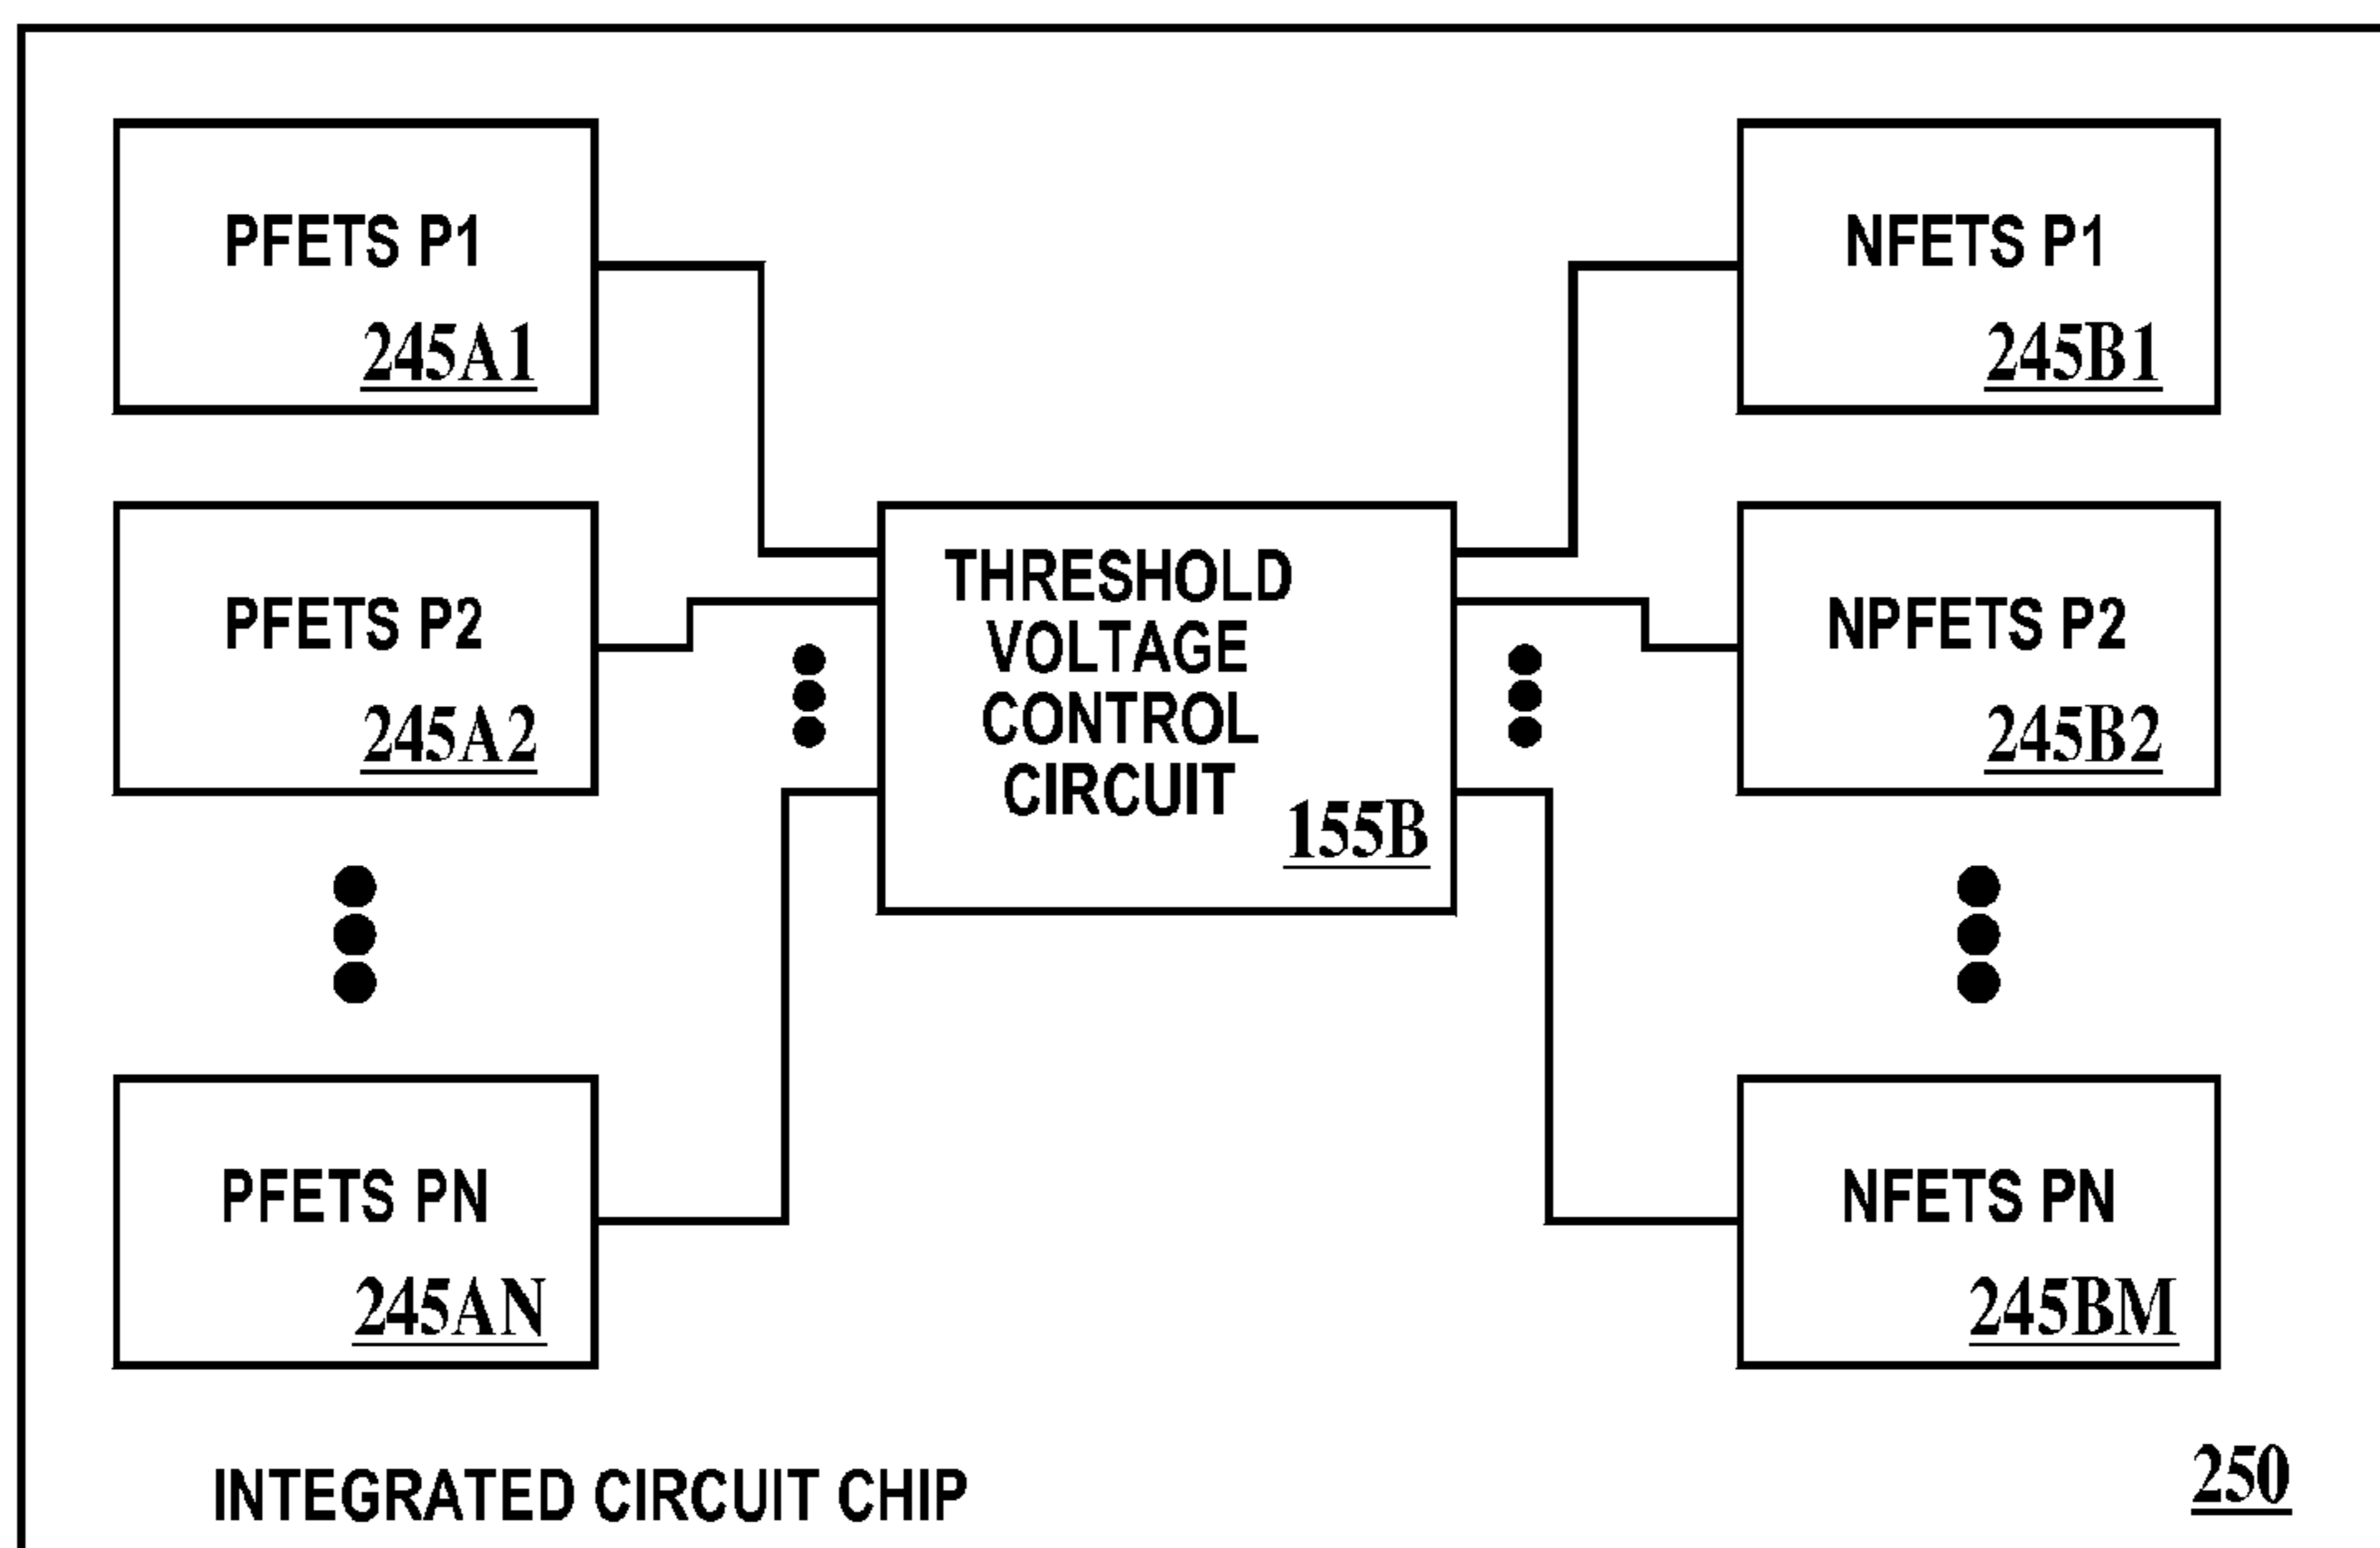 PFETS P1
245A1
PFETS P2
245A2
PFETS PN
245AN
THRESHOLD
VOLTAGE
CONTROL
CIRCUIT
155B
NFETS P1
245B1
NPFETS P2
245B2
NFETS PN
245BM
INTEGRATED CIRCUIT CHIP
250